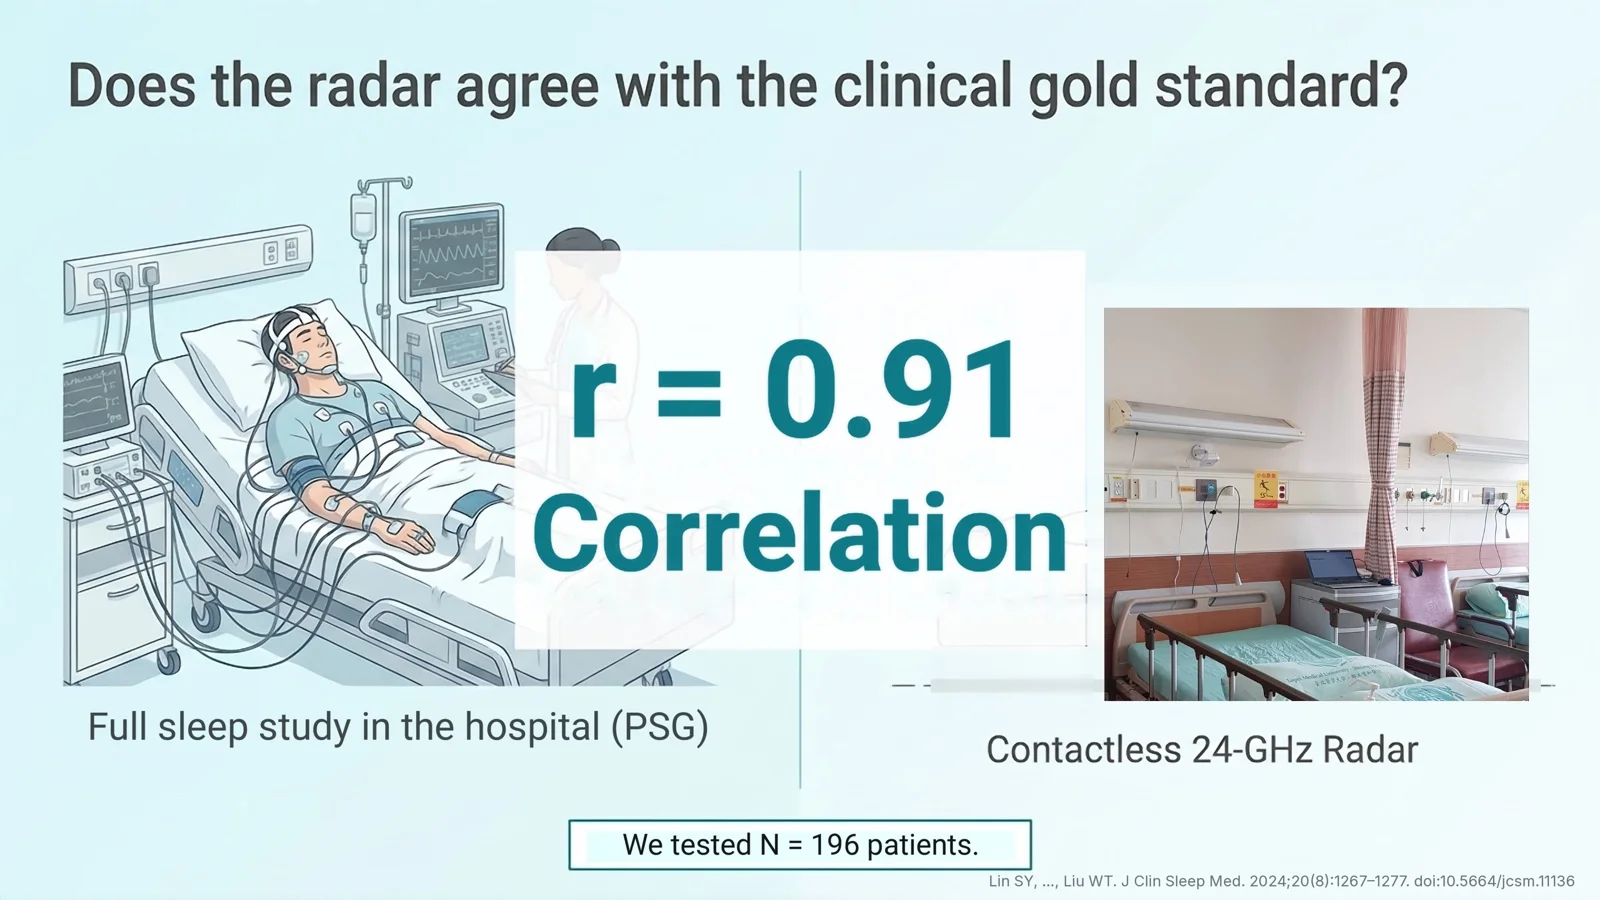 Does the radar agree with the clinical gold standard?
r = 0.91
Correlation
Full sleep study in the hospital (PSG)
Contactless 24-GHz Radar
We tested N = 196 patients.
Lin SY, ..., Liu WT. J Clin Sleep Med. 2024;20(8):1267–1277. doi:10.5664/jcsm.11136